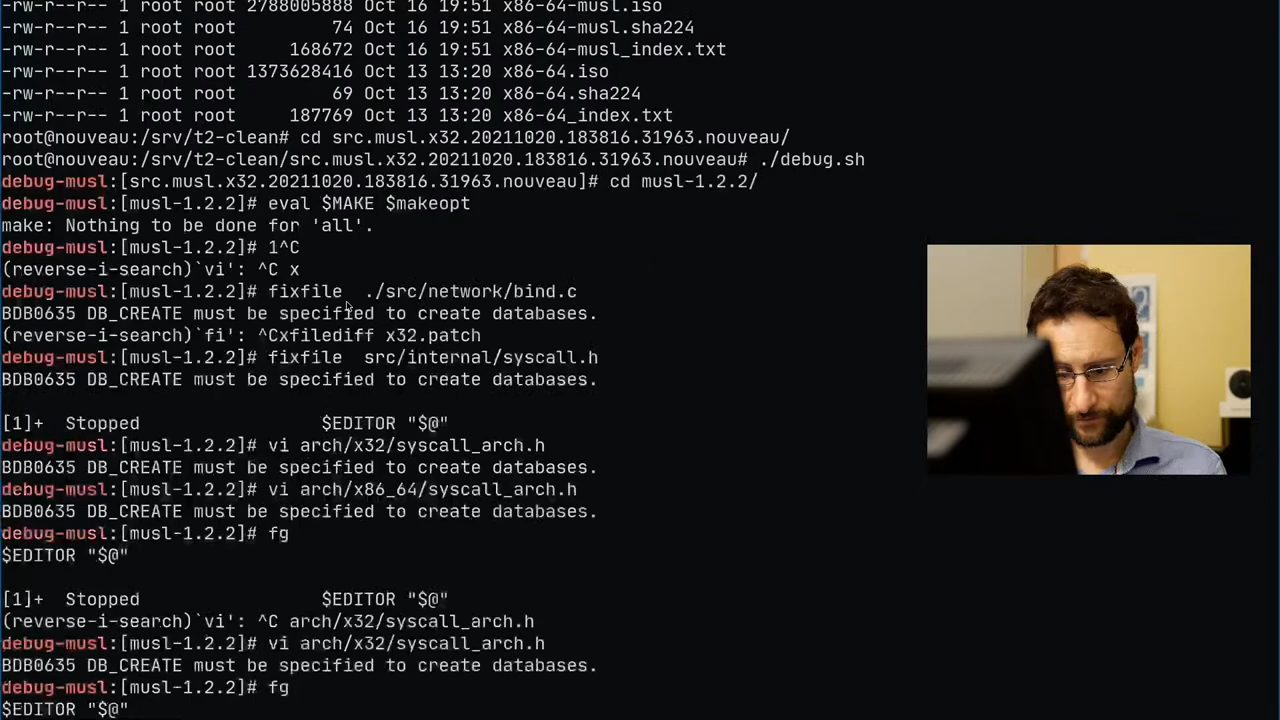 -rw-r--r-- 1 root root 2788005888 Oct 16 19:51 x86-64-musl.iso
-rw-r--r-- 1 root root         74 Oct 16 19:51 x86-64-musl.sha224
-rw-r--r-- 1 root root     168672 Oct 16 19:51 x86-64-musl_index.txt
-rw-r--r-- 1 root root 1373628416 Oct 13 13:20 x86-64.iso
-rw-r--r-- 1 root root         69 Oct 13 13:20 x86-64.sha224
-rw-r--r-- 1 root root     187769 Oct 13 13:20 x86-64_index.txt
root@nouveau:/srv/t2-clean# cd src.musl.x32.20211020.183816.31963.nouveau/
root@nouveau:/srv/t2-clean/src.musl.x32.20211020.183816.31963.nouveau# ./debug.sh
debug-musl:[src.musl.x32.20211020.183816.31963.nouveau]# cd musl-1.2.2/
debug-musl:[musl-1.2.2]# eval $MAKE $makeopt
make: Nothing to be done for 'all'.
debug-musl:[musl-1.2.2]# 1^C
(reverse-i-search)`vi': ^C x
debug-musl:[musl-1.2.2]# fixfile  ./src/network/bind.c
BDB0635 DB_CREATE must be specified to create databases.
(reverse-i-search)`fi': ^Cxfilediff x32.patch
debug-musl:[musl-1.2.2]# fixfile  src/internal/syscall.h
BDB0635 DB_CREATE must be specified to create databases.
[1]+  Stopped                 $EDITOR "$@"
debug-musl:[musl-1.2.2]# vi arch/x32/syscall_arch.h
BDB0635 DB_CREATE must be specified to create databases.
debug-musl:[musl-1.2.2]# vi arch/x86_64/syscall_arch.h
BDB0635 DB_CREATE must be specified to create databases.
debug-musl:[musl-1.2.2]# fg
$EDITOR "$@"
[1]+  Stopped                 $EDITOR "$@"
(reverse-i-search)`vi': ^C arch/x32/syscall_arch.h
debug-musl:[musl-1.2.2]# vi arch/x32/syscall_arch.h
BDB0635 DB_CREATE must be specified to create databases.
debug-musl:[musl-1.2.2]# fg
$EDITOR "$@"